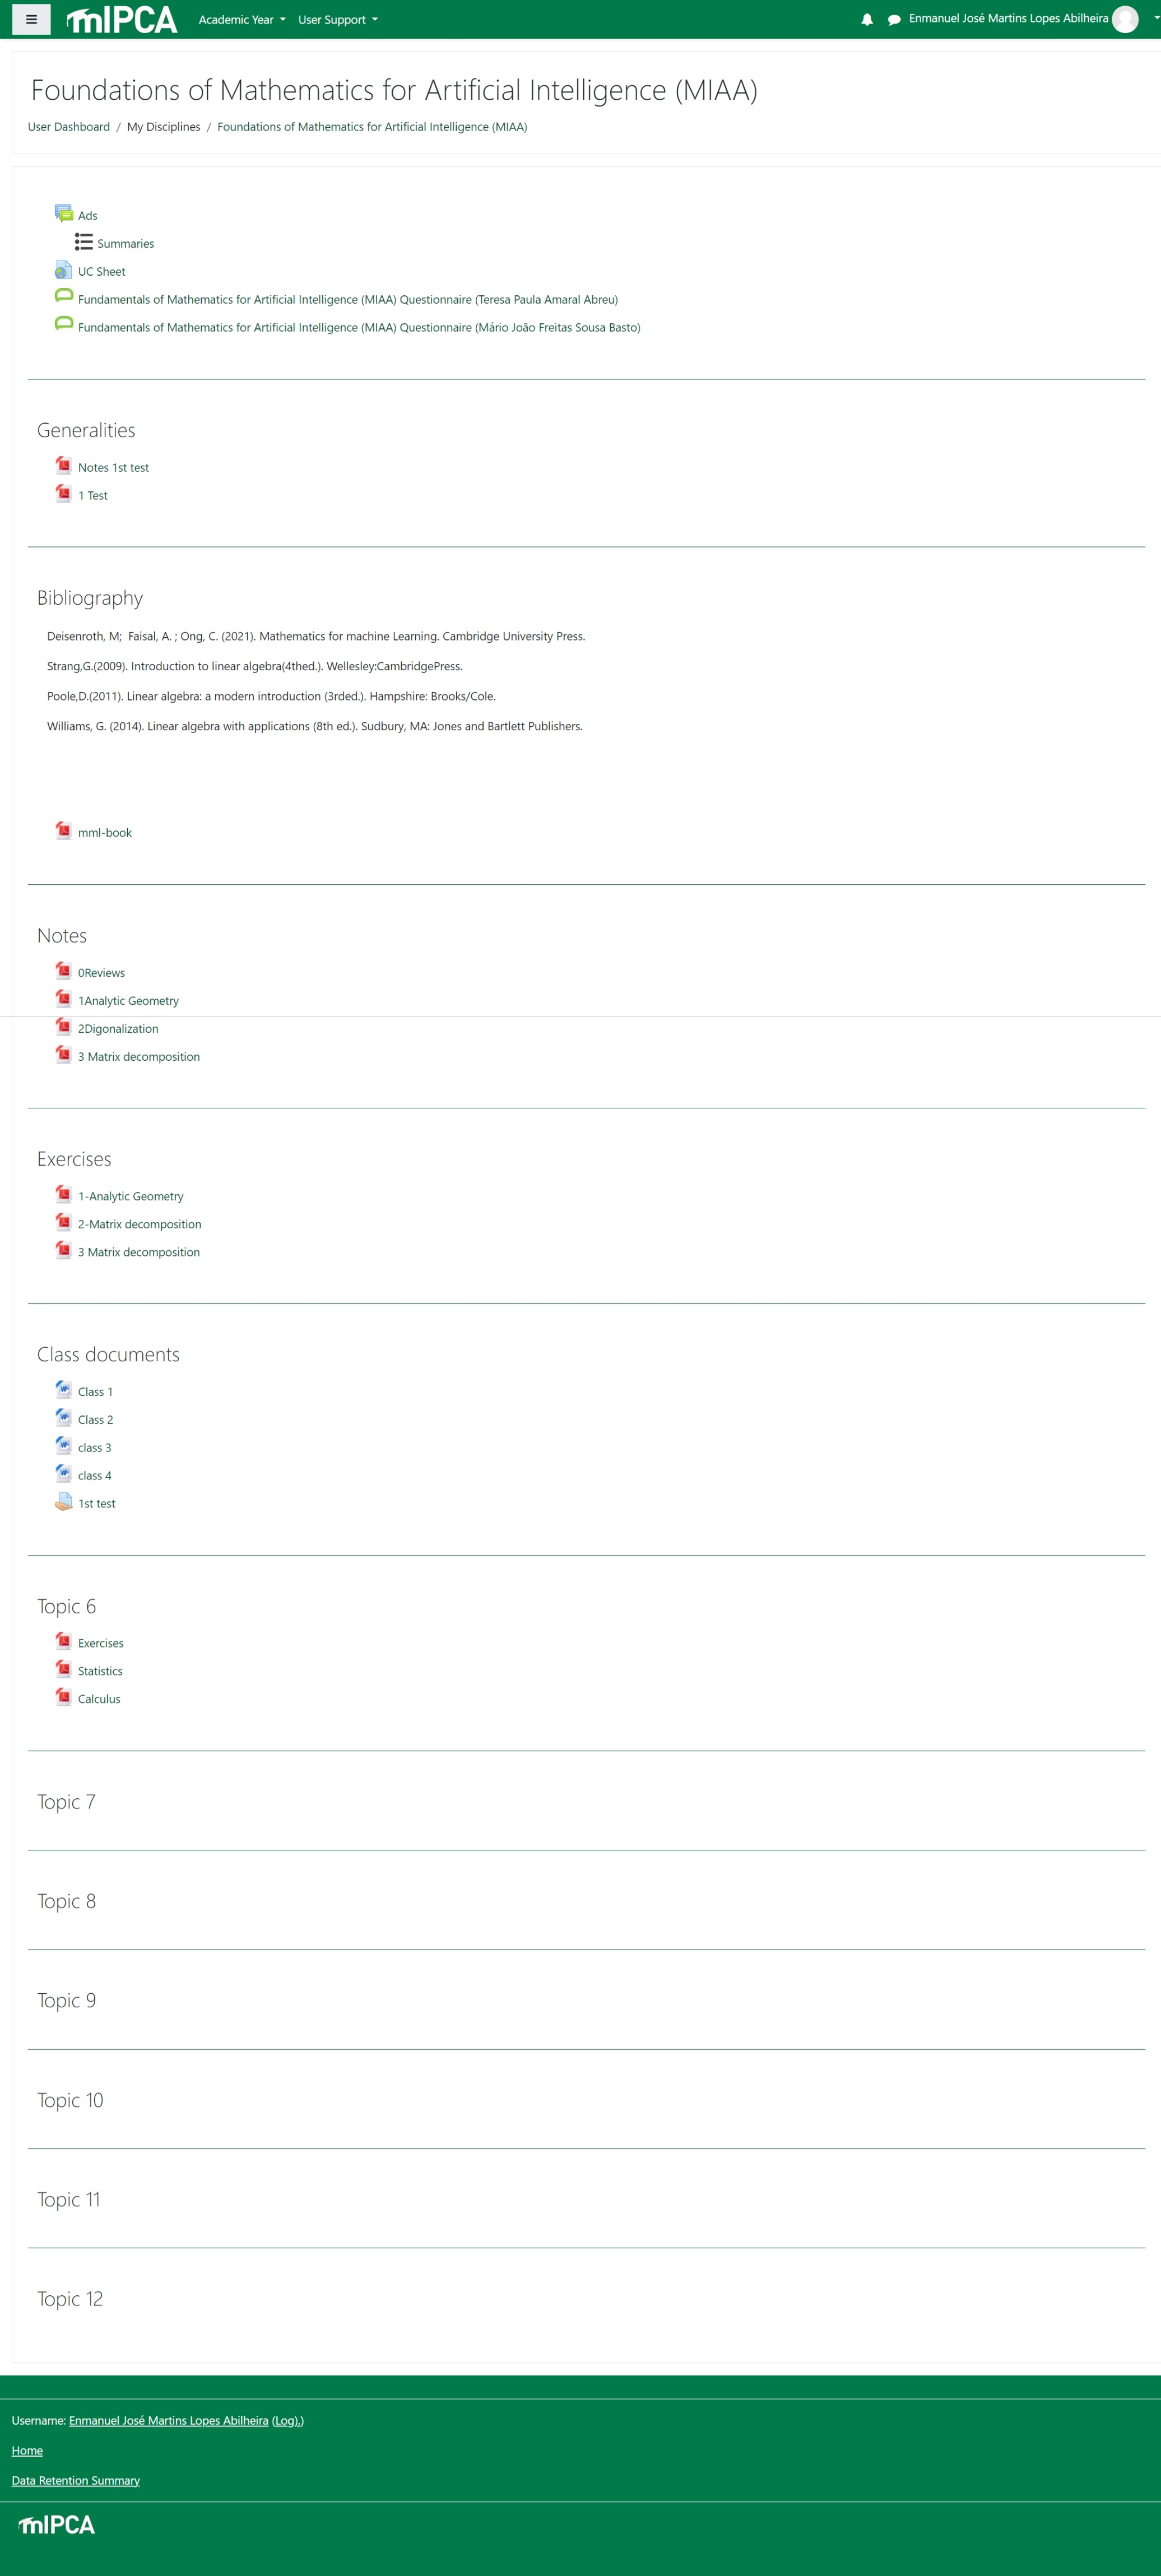 mIPCA
Academic Year
User Support
Enmanuel José Martins Lopes Abilheira
Foundations of Mathematics for Artificial Intelligence (MIAA)
User Dashboard / My Disciplines / Foundations of Mathematics for Artificial Intelligence (MIAA)
Ads
Summaries
UC Sheet
Fundamentals of Mathematics for Artificial Intelligence (MIAA) Questionnaire (Teresa Paula Amaral Abreu)
Fundamentals of Mathematics for Artificial Intelligence (MIAA) Questionnaire (Mário João Freitas Sousa Basto)
Generalities
Notes 1st test
1 Test
Bibliography
Deisenroth, M; Faisal, A. ; Ong, C. (2021). Mathematics for machine Learning. Cambridge University Press.
Strang,G.(2009). Introduction to linear algebra(4thed.). Wellesley:CambridgePress.
Poole,D.(2011). Linear algebra: a modern introduction (3rded.). Hampshire: Brooks/Cole.
Williams, G. (2014). Linear algebra with applications (8th ed.). Sudbury, MA: Jones and Bartlett Publishers.
mml-book
Notes
0Reviews
1Analytic Geometry
2Digonalization
3 Matrix decomposition
Exercises
1-Analytic Geometry
2-Matrix decomposition
3 Matrix decomposition
Class documents
Class 1
Class 2
class 3
class 4
1st test
Topic 6
Exercises
Statistics
Calculus
Topic 7
Topic 8
Topic 9
Topic 10
Topic 11
Topic 12
Username: Enmanuel José Martins Lopes Abilheira (Log).)
Home
Data Retention Summary
mIPCA